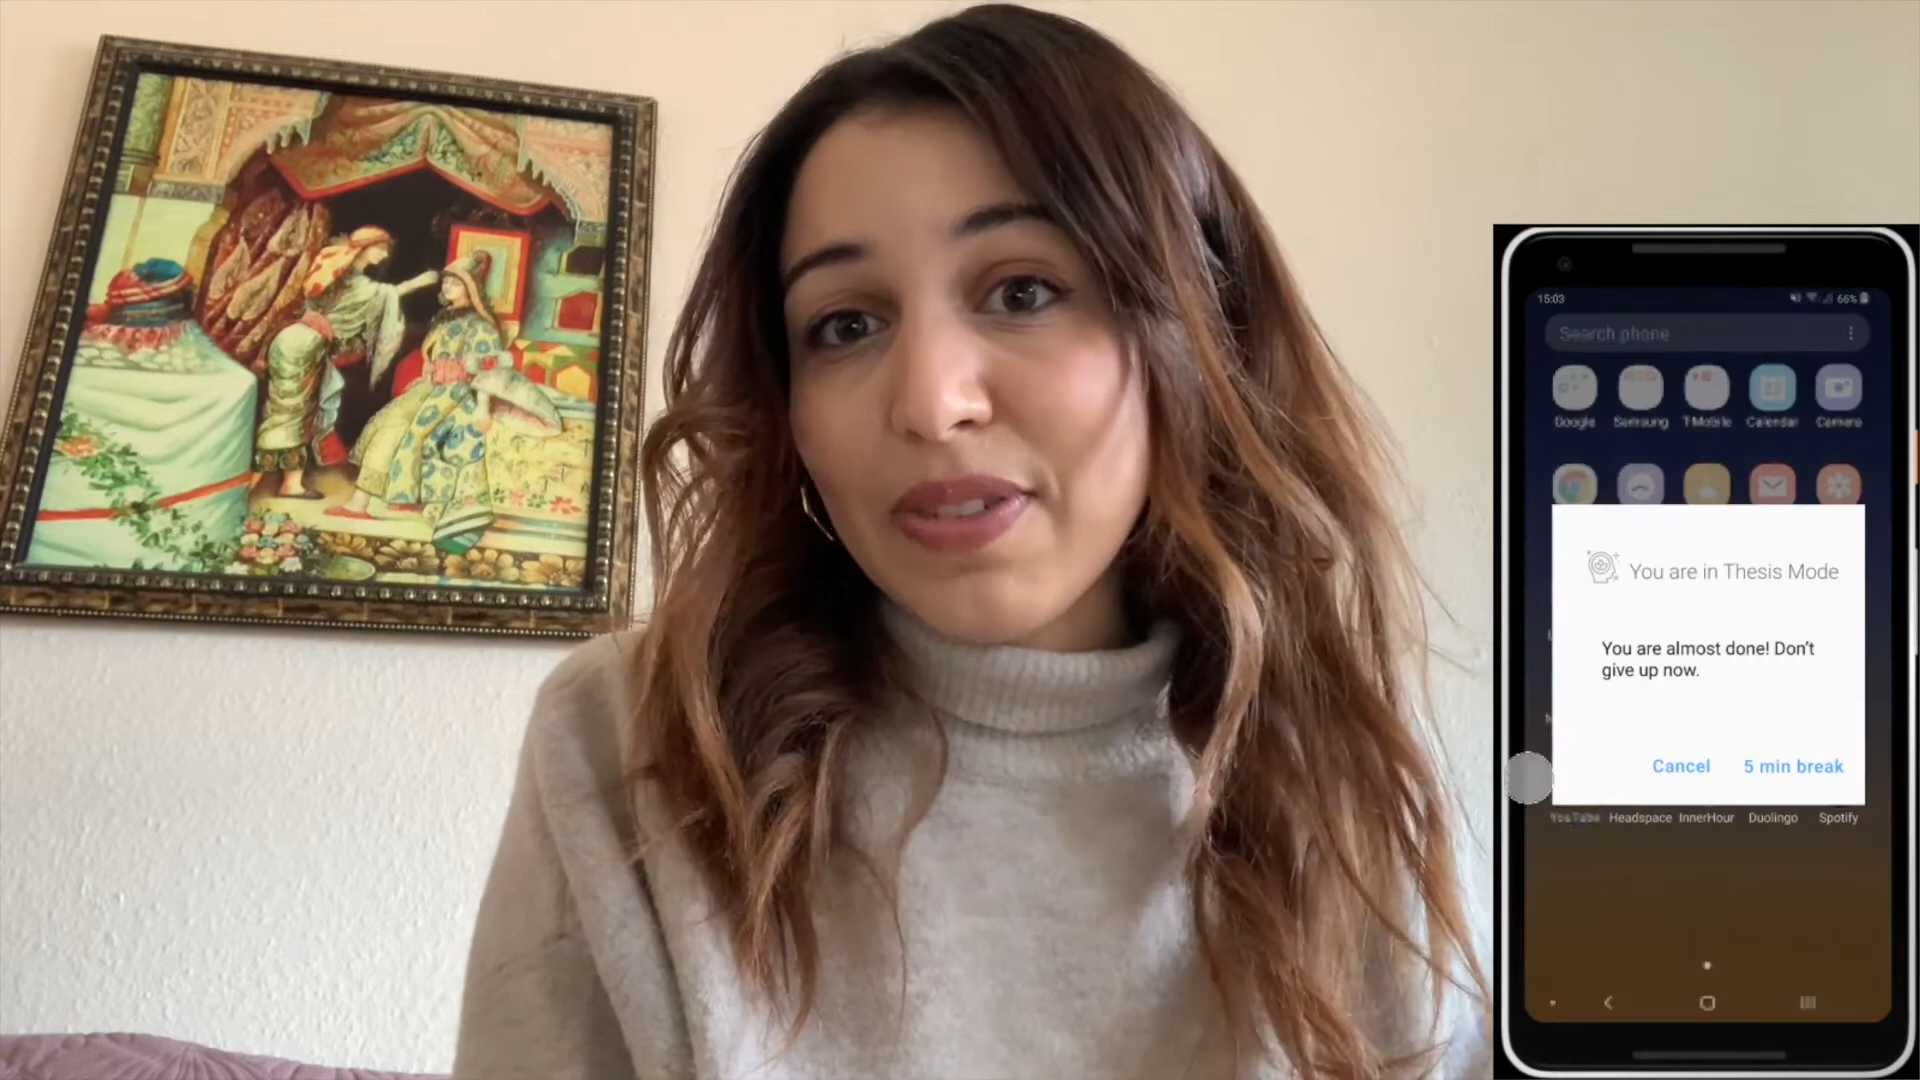 15:03
66%
Search phone
Google Samsung T-Mobile Calendar Camera
You are in Thesis Mode
You are almost done! Don't
give up now.
Cancel 5 min break
YouTube Headspace InnerHour Duolingo Spotify